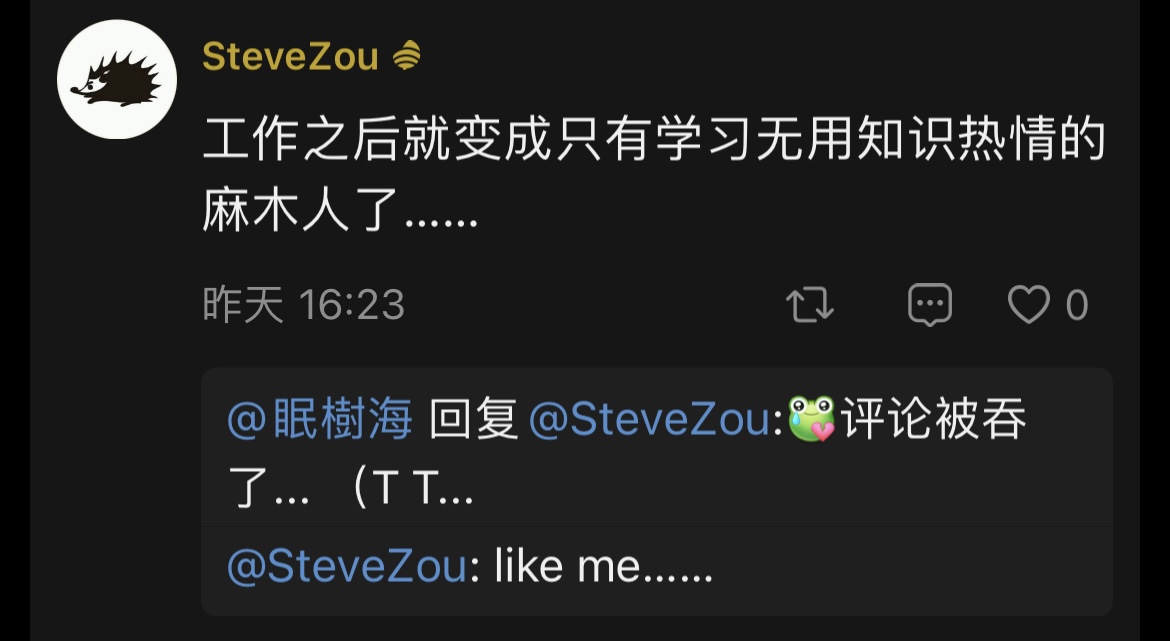 SteveZou
工作之后就变成只有学习无用知识热情的
麻木人了……
昨天 16:23
0
@眠樹海 回复 @SteveZou:🐸评论被吞
了... （T T...
@SteveZou: like me……